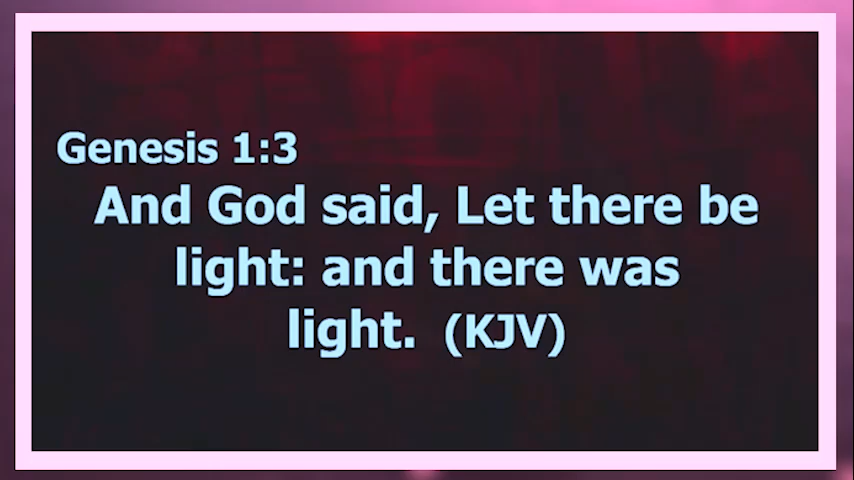 Genesis 1:3
And God said, Let there be
light: and there was
light. (KJV)